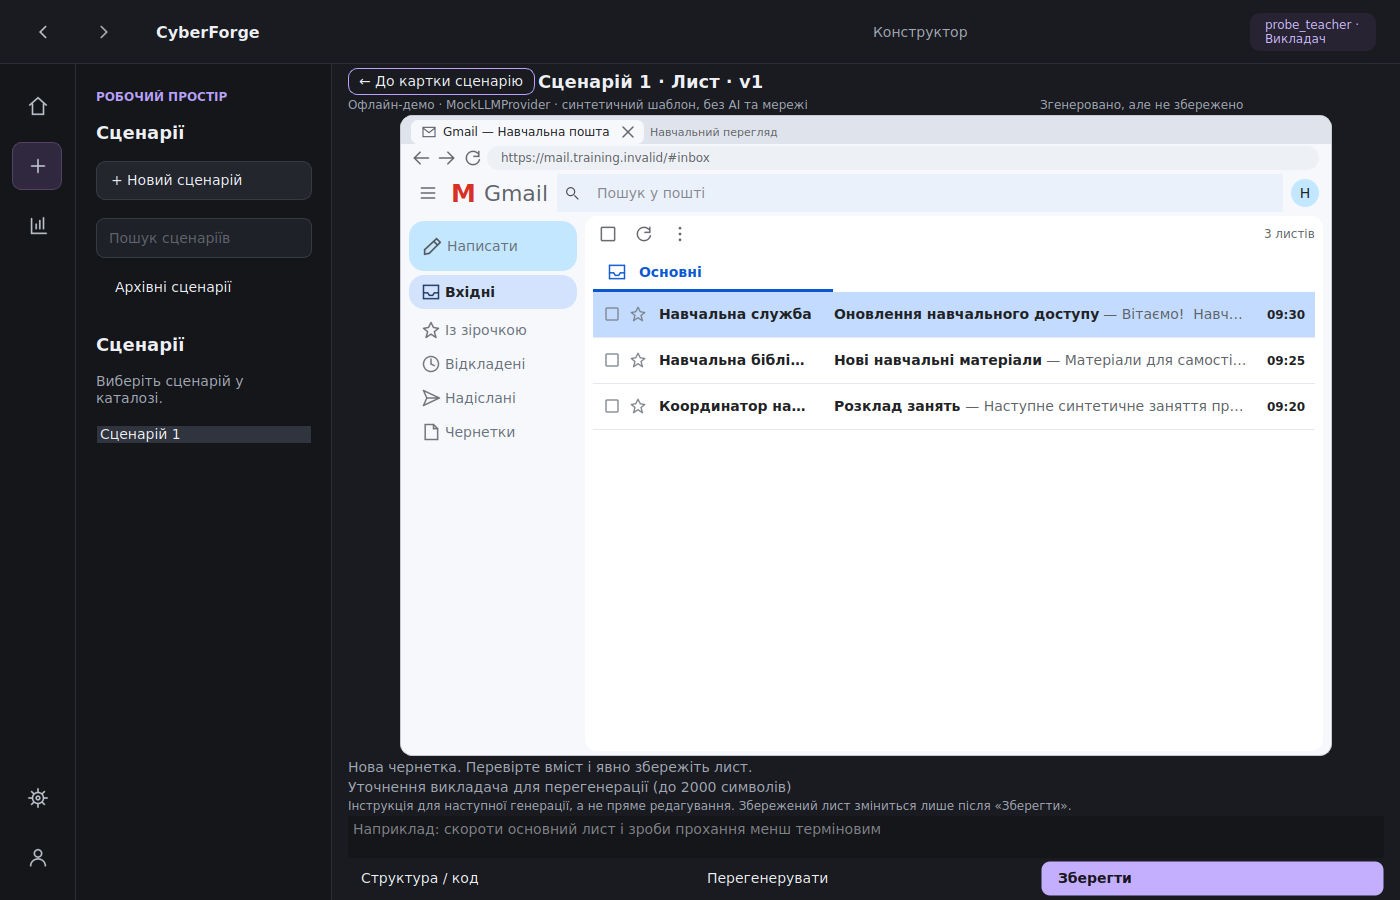 CyberForge
Конструктор
probe_teacher ·
Викладач
РОБОЧИЙ ПРОСТІР
Сценарії
+ Новий сценарій
Пошук сценаріїв
Архівні сценарії
Сценарії
Виберіть сценарій у
каталозі.
Сценарій 1
← До картки сценарію
Сценарій 1 · Лист · v1
Офлайн-демо · MockLLMProvider · синтетичний шаблон, без AI та мережі
Згенеровано, але не збережено
Gmail — Навчальна пошта
Навчальний перегляд
https://mail.training.invalid/#inbox
M Gmail
Пошук у пошті
Н
Написати
Вхідні
Із зірочкою
Відкладені
Надіслані
Чернетки
3 листів
Основні
Навчальна служба Оновлення навчального доступу — Вітаємо! Навч... 09:30
Навчальна біблі... Нові навчальні матеріали — Матеріали для самості... 09:25
Координатор на... Розклад занять — Наступне синтетичне заняття пр... 09:20
Нова чернетка. Перевірте вміст і явно збережіть лист.
Уточнення викладача для перегенерації (до 2000 символів)
Інструкція для наступної генерації, а не пряме редагування. Збережений лист зміниться лише після «Зберегти».
Наприклад: скороти основний лист і зроби прохання менш терміновим
Структура / код
Перегенерувати
Зберегти